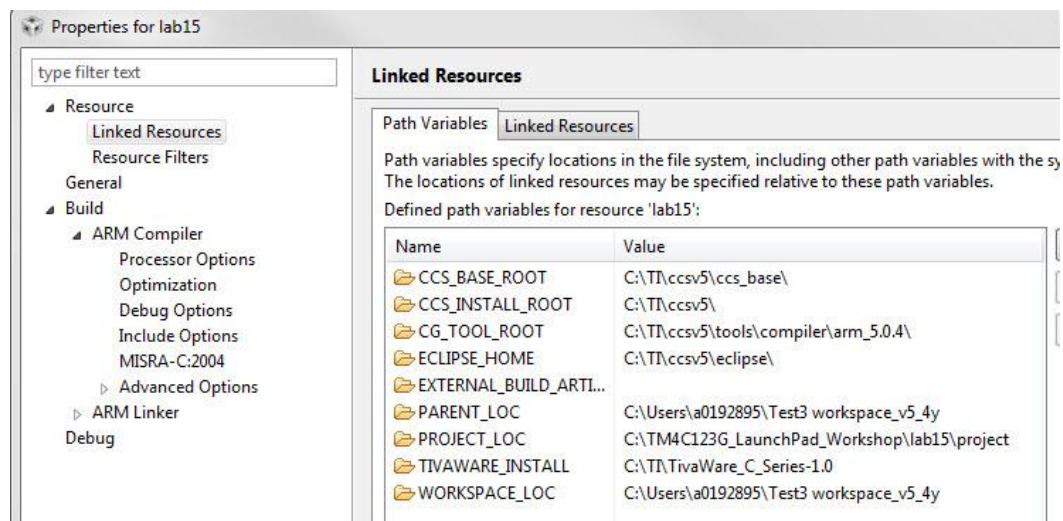 Properties for lab15
type filter text
Resource
Linked Resources
Resource Filters
General
Build
ARM Compiler
Processor Options
Optimization
Debug Options
Include Options
MISRA-C:2004
Advanced Options
ARM Linker
Debug
Linked Resources
Path Variables Linked Resources
Path variables specify locations in the file system, including other path variables with the sy
The locations of linked resources may be specified relative to these path variables.
Defined path variables for resource 'lab15':
Name Value
CCS_BASE_ROOT C:\TI\ccsv5\ccs_base\
CCS_INSTALL_ROOT C:\TI\ccsv5\
CG_TOOL_ROOT C:\TI\ccsv5\tools\compiler\arm_5.0.4\
ECLIPSE_HOME C:\TI\ccsv5\eclipse\
EXTERNAL_BUILD_ARTI...
PARENT_LOC C:\Users\a0192895\Test3 workspace_v5_4y
PROJECT_LOC C:\TM4C123G_LaunchPad_Workshop\lab15\project
TIVAWARE_INSTALL C:\TI\TivaWare_C_Series-1.0
WORKSPACE_LOC C:\Users\a0192895\Test3 workspace_v5_4y